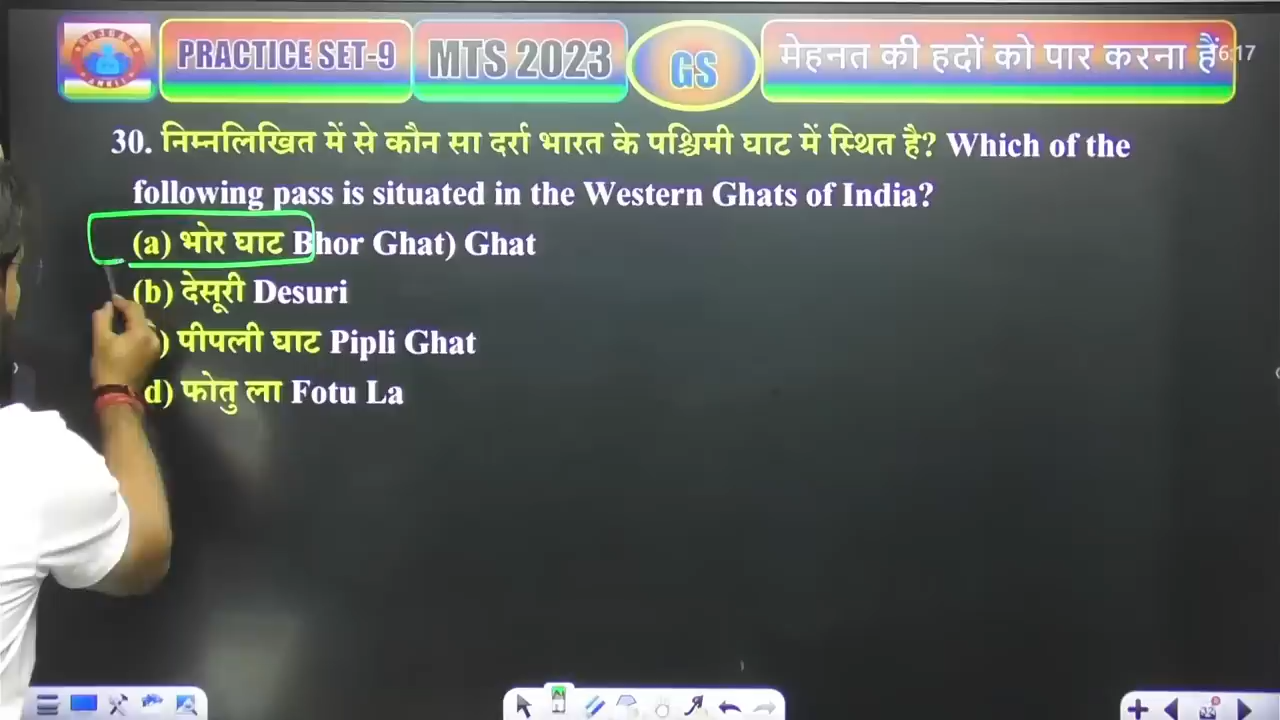 PRACTICE SET-9 MTS 2023 GS मेहनत की हदों को पार करना हैं 16:17
30. निम्नलिखित में से कौन सा दर्रा भारत के पश्चिमी घाट में स्थित है? Which of the
following pass is situated in the Western Ghats of India?
(a) भोर घाट Bhor Ghat) Ghat
(b) देसूरी Desuri
) पीपली घाट Pipli Ghat
d) फोतु ला Fotu La